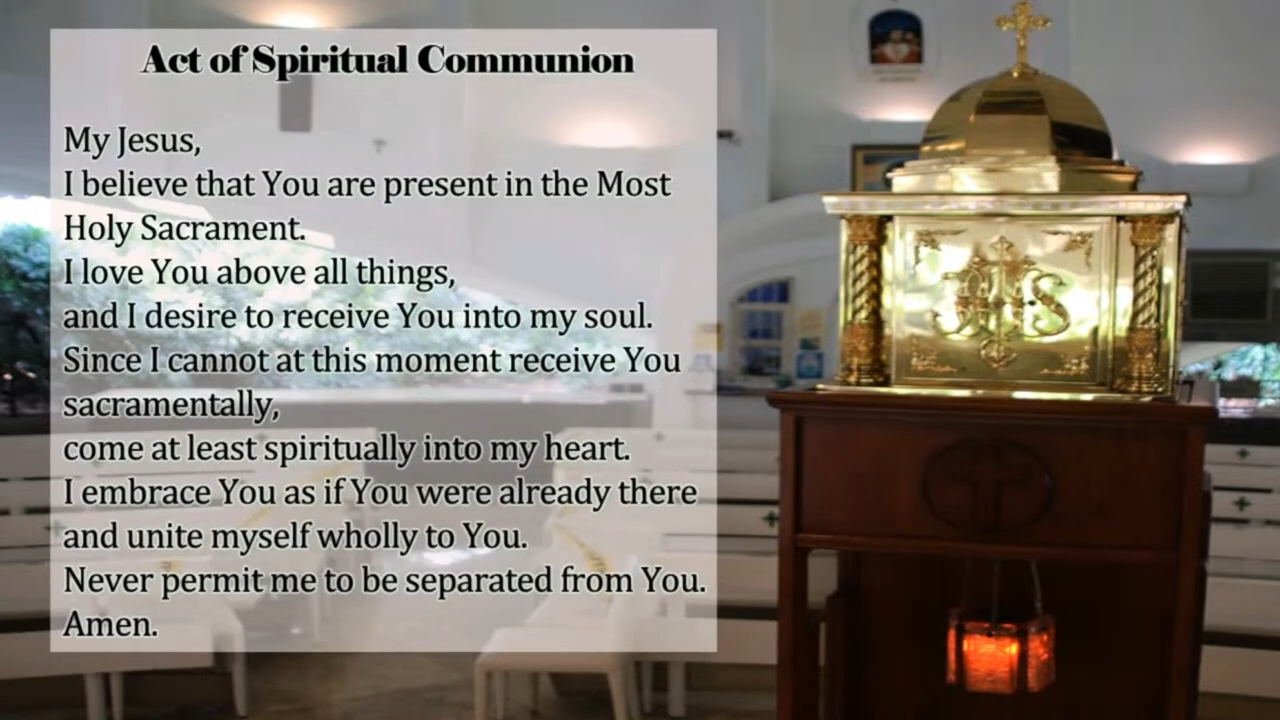 Act of Spiritual Communion
My Jesus,
I believe that You are present in the Most
Holy Sacrament.
I love You above all things,
and I desire to receive You into my soul.
Since I cannot at this moment receive You
sacramentally,
come at least spiritually into my heart.
I embrace You as if You were already there
and unite myself wholly to You.
Never permit me to be separated from You.
Amen.
IHS